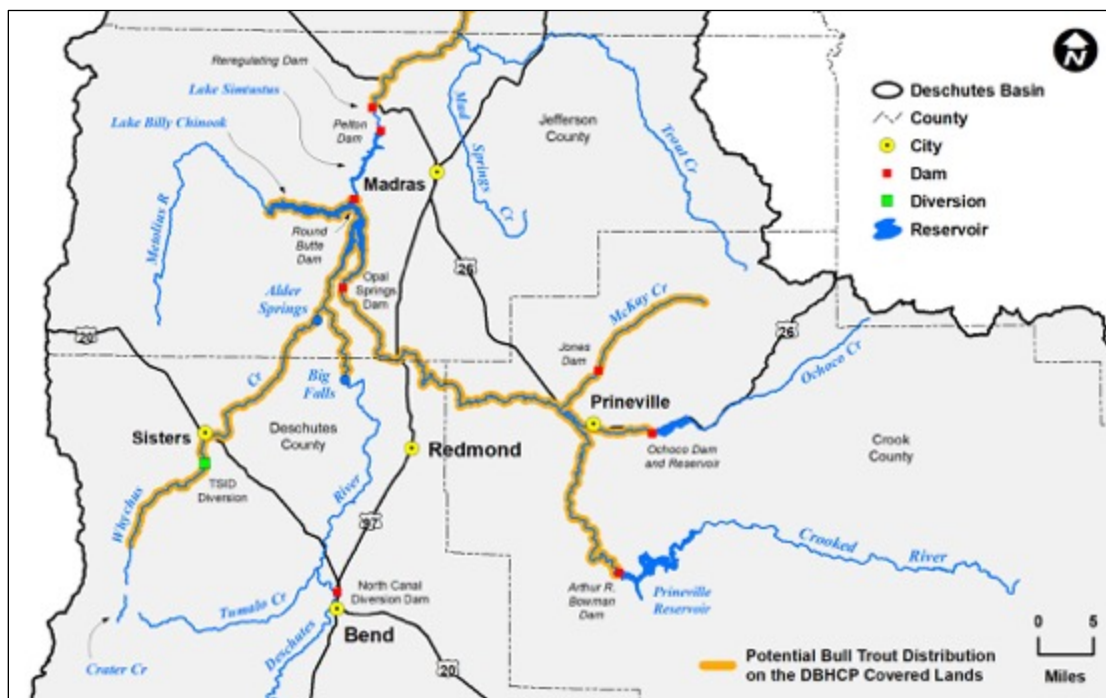 Reregulating Dam
Lake Simtustus
Lake Billy Chinook
Pelton
Dam
Mud
Springs
Cr
Jefferson
County
Trout Cr
Deschutes Basin
County
City
Dam
Diversion
Reservoir
Madras
Metolius R
Round
Butte
Dam
26
Opal
Springs
Dam
Alder
Springs
McKay Cr
20
26
Jones
Dam
Ochoco Cr
Cr
Big
Falls
Prineville
Sisters
Deschutes
County
Redmond
Ochoco Dam
and Reservoir
Crook
County
TSID
Diversion
River
Whychus
97
Crooked
River
North Canal
Diversion Dam
Arthur R.
Bowman
Dam
Prineville
Reservoir
Tumalo Cr
Bend
Deschutes
Crater Cr
20
0 5
Miles
Potential Bull Trout Distribution
on the DBHCP Covered Lands